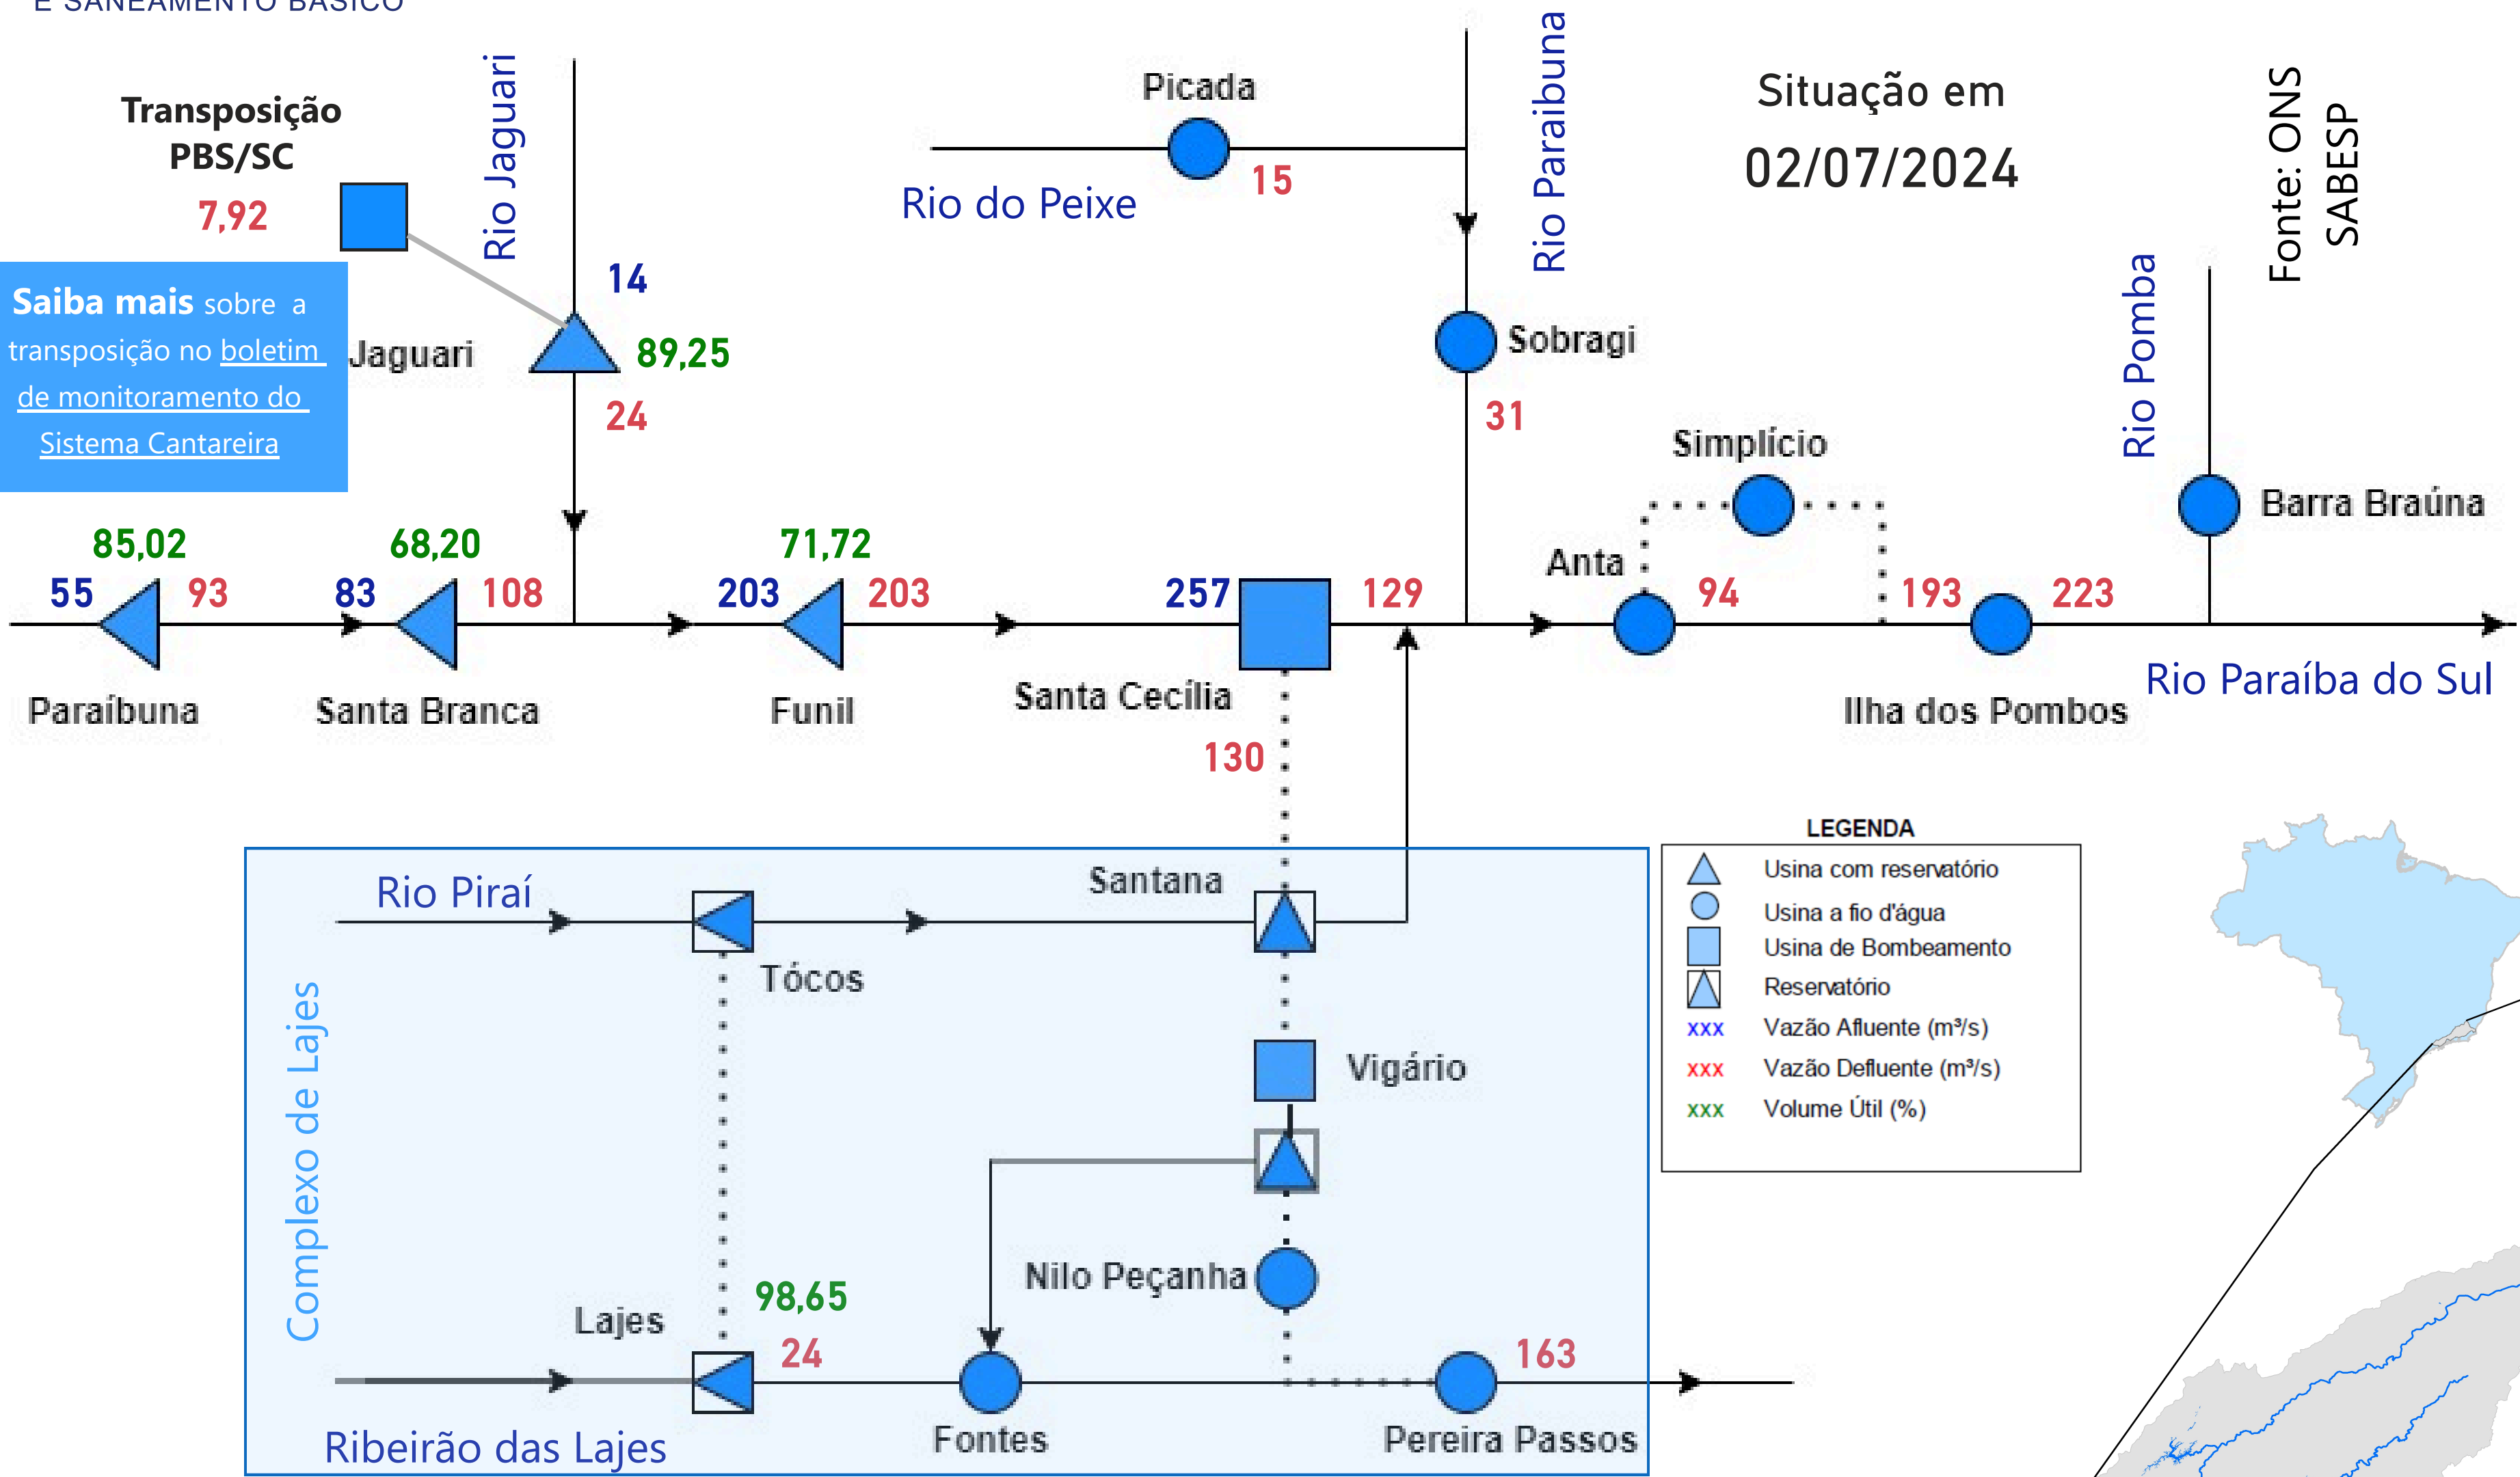 E SANEAMENTO BÁSICO
Transposição
PBS/SC
7,92
Rio Jaguari
Saiba mais sobre a
transposição no boletim
de monitoramento do
Sistema Cantareira
14
Jaguari
89,25
24
Picada
15
Rio do Peixe
Rio Paraibuna
Sobragi
31
Situação em
02/07/2024
Fonte: ONS
SABESP
Rio Pomba
Barra Braúna
Simplício
Anta
85,02
55
93
Paraíbuna
68,20
83
108
Santa Branca
71,72
203
203
Funil
257
129
Santa Cecília
130
94
193
223
Ilha dos Pombos
Rio Paraíba do Sul
Complexo de Lajes
Rio Piraí
Tócos
Santana
Vigário
Nilo Peçanha
98,65
Lajes
24
Fontes
163
Pereira Passos
Ribeirão das Lajes
LEGENDA
Usina com reservatório
Usina a fio d'água
Usina de Bombeamento
Reservatório
xxx Vazão Afluente (m³/s)
xxx Vazão Defluente (m³/s)
xxx Volume Útil (%)